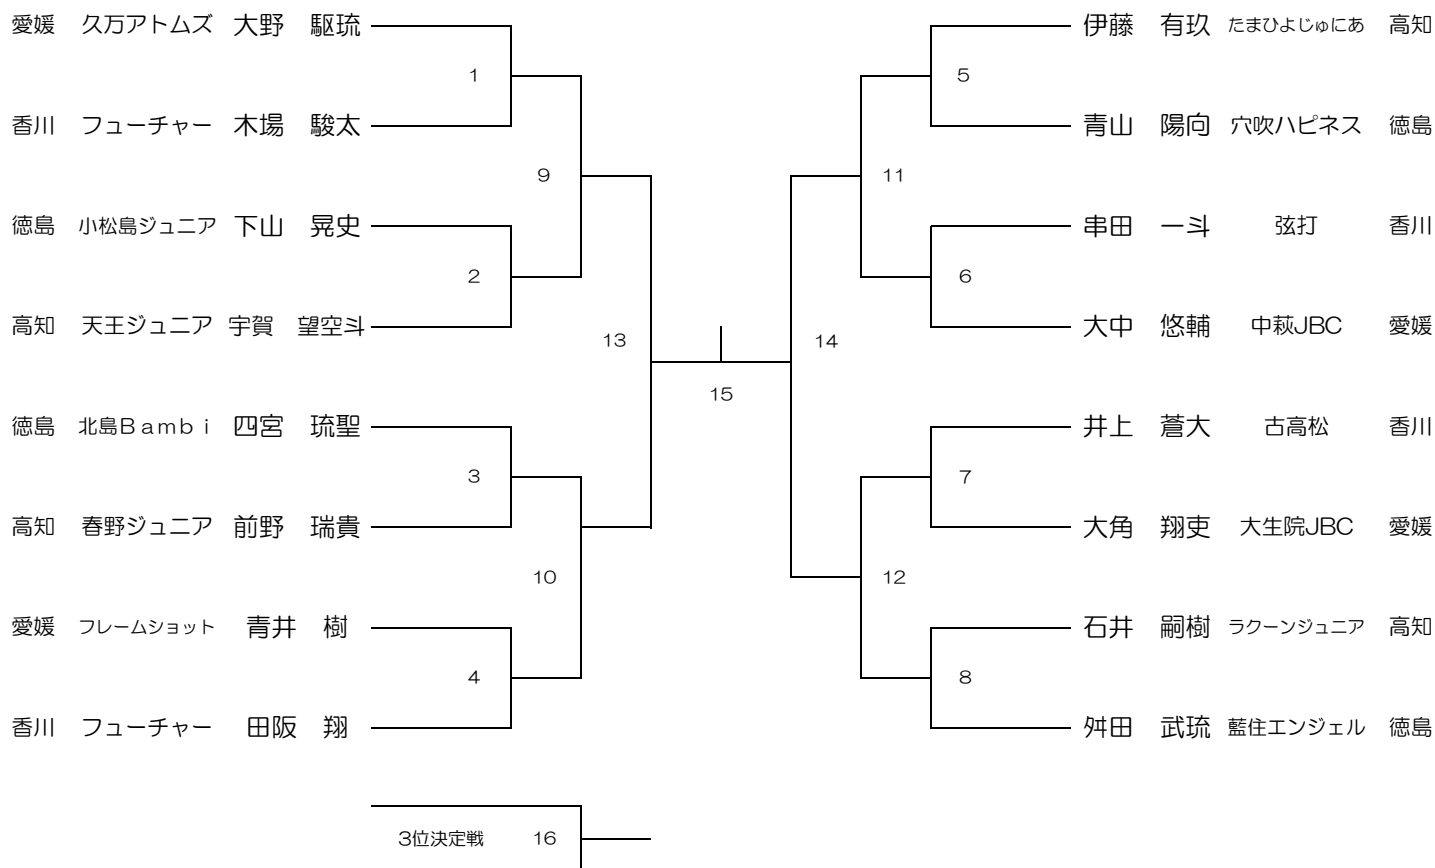 愛媛 久万アトムズ 大野 駆琉
伊藤 有玖 たまひよじゅにあ 高知
1
5
香川 フューチャー 木場 駿太
青山 陽向 穴吹ハピネス 徳島
9
11
徳島 小松島ジュニア 下山 晃史
串田 一斗 弦打 香川
2
6
高知 天王ジュニア 宇賀 望空斗
大中 悠輔 中萩JBC 愛媛
13
14
15
徳島 北島Bambi 四宮 琉聖
井上 蒼大 古高松 香川
3
7
高知 春野ジュニア 前野 瑞貴
大角 翔吏 大生院JBC 愛媛
10
12
愛媛 フレームショット 青井 樹
石井 嗣樹 ラクーンジュニア 高知
4
8
香川 フューチャー 田阪 翔
舛田 武琉 藍住エンジェル 徳島
3位決定戦 16